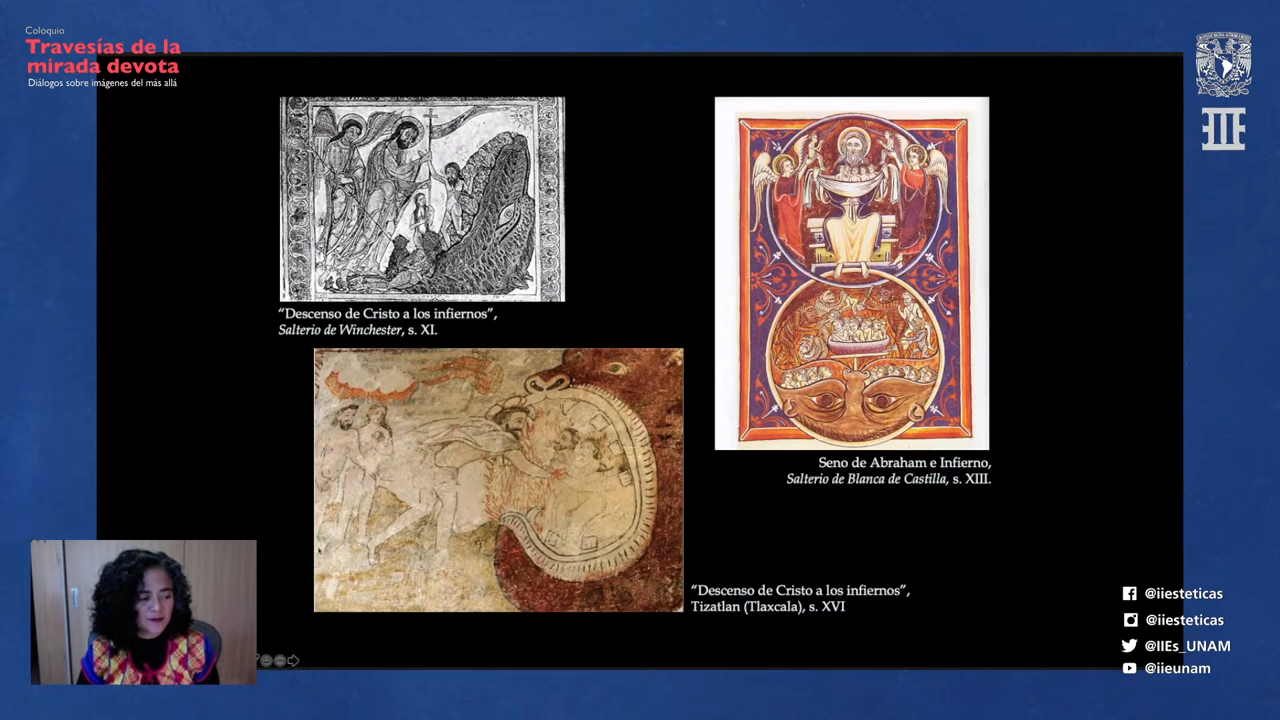 Coloquio
Travesías de la
mirada devota
Diálogos sobre imágenes del más allá
“Descenso de Cristo a los infiernos”,
Salterio de Winchester, s. XI.
Seno de Abraham e Infierno,
Salterio de Blanca de Castilla, s. XIII.
“Descenso de Cristo a los infiernos”,
Tizatlan (Tlaxcala), s. XVI
@iiesteticas
@iiesteticas
@IIEs_UNAM
@iieunam